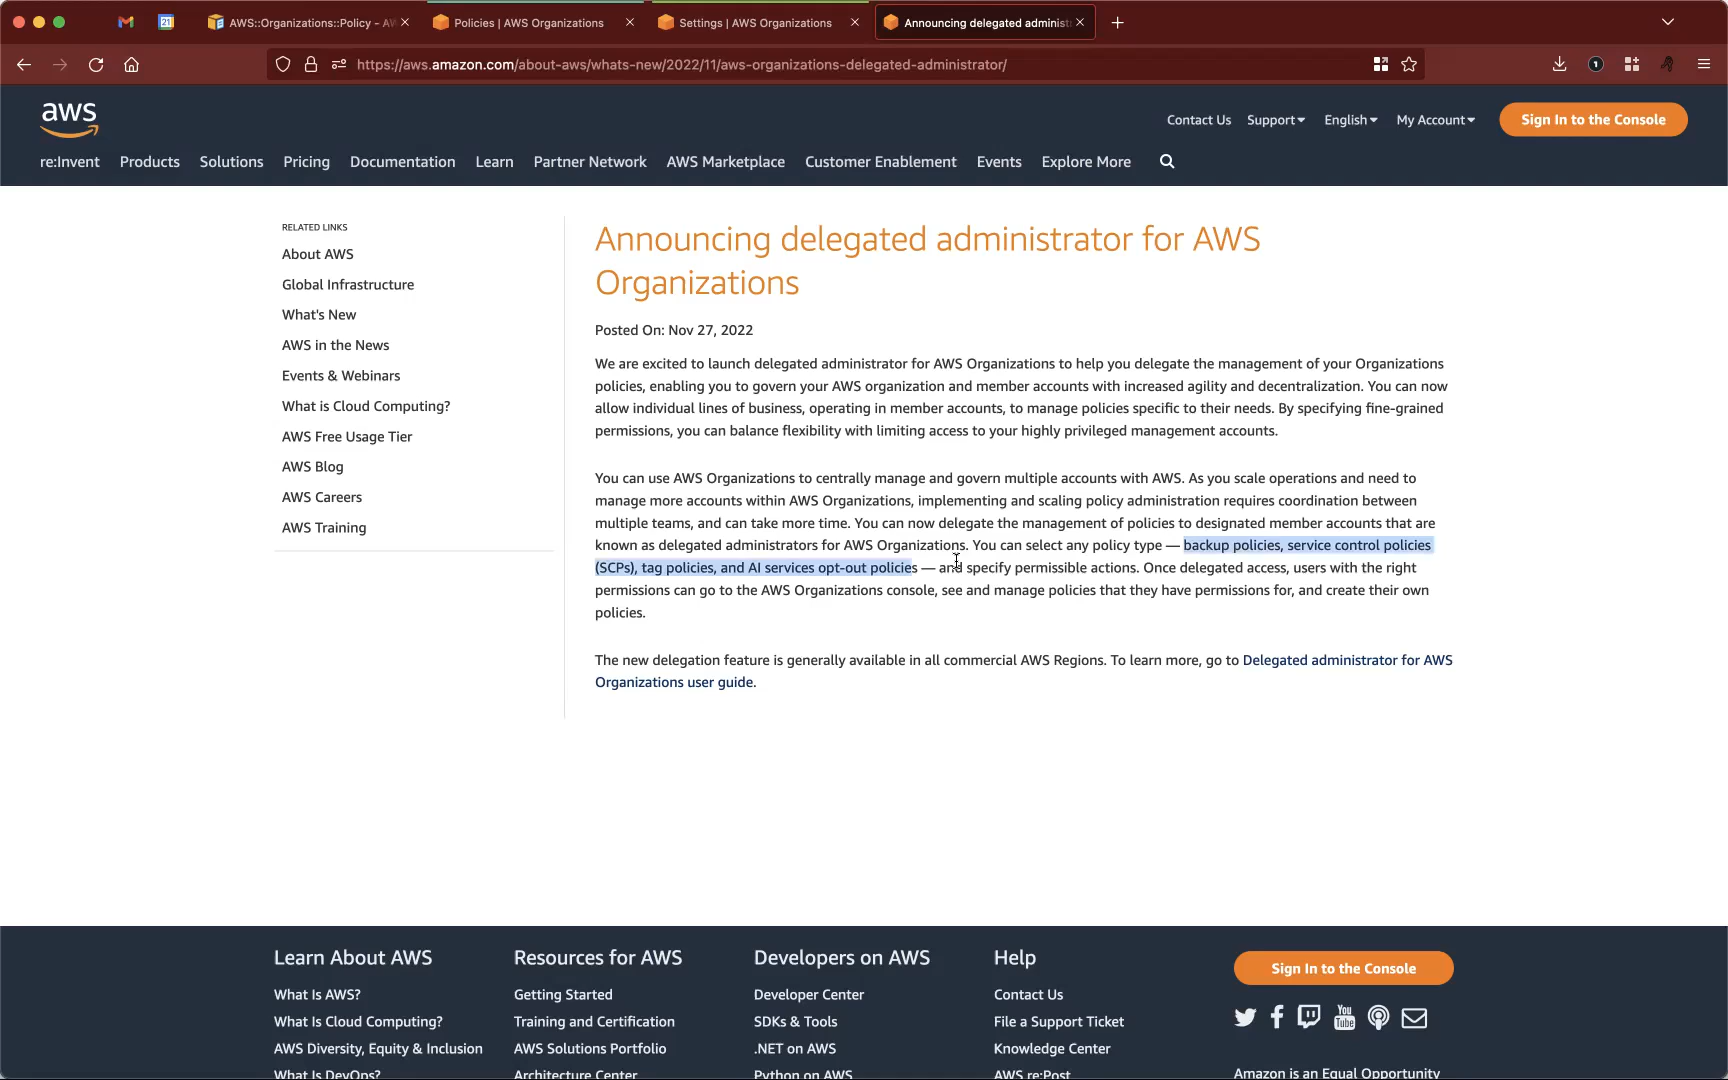 AWS::Organizations::Policy - AW
Policies | AWS Organizations
Settings | AWS Organizations
Announcing delegated administ
https://aws.amazon.com/about-aws/whats-new/2022/11/aws-organizations-delegated-administrator/
aws
Contact Us
Support
English
My Account
Sign In to the Console
re:Invent
Products
Solutions
Pricing
Documentation
Learn
Partner Network
AWS Marketplace
Customer Enablement
Events
Explore More
RELATED LINKS
About AWS
Global Infrastructure
What's New
AWS in the News
Events & Webinars
What is Cloud Computing?
AWS Free Usage Tier
AWS Blog
AWS Careers
AWS Training
Announcing delegated administrator for AWS
Organizations
Posted On: Nov 27, 2022
We are excited to launch delegated administrator for AWS Organizations to help you delegate the management of your Organizations
policies, enabling you to govern your AWS organization and member accounts with increased agility and decentralization. You can now
allow individual lines of business, operating in member accounts, to manage policies specific to their needs. By specifying fine-grained
permissions, you can balance flexibility with limiting access to your highly privileged management accounts.
You can use AWS Organizations to centrally manage and govern multiple accounts with AWS. As you scale operations and need to
manage more accounts within AWS Organizations, implementing and scaling policy administration requires coordination between
multiple teams, and can take more time. You can now delegate the management of policies to designated member accounts that are
known as delegated administrators for AWS Organizations. You can select any policy type — backup policies, service control policies
(SCPs), tag policies, and AI services opt-out policies — and specify permissible actions. Once delegated access, users with the right
permissions can go to the AWS Organizations console, see and manage policies that they have permissions for, and create their own
policies.
The new delegation feature is generally available in all commercial AWS Regions. To learn more, go to Delegated administrator for AWS
Organizations user guide.
Learn About AWS
What Is AWS?
What Is Cloud Computing?
AWS Diversity, Equity & Inclusion
What Is DevOps?
Resources for AWS
Getting Started
Training and Certification
AWS Solutions Portfolio
Architecture Center
Developers on AWS
Developer Center
SDKs & Tools
.NET on AWS
Python on AWS
Help
Contact Us
File a Support Ticket
Knowledge Center
AWS re:Post
Sign In to the Console
You
Tube
Amazon is an Equal Opportunity